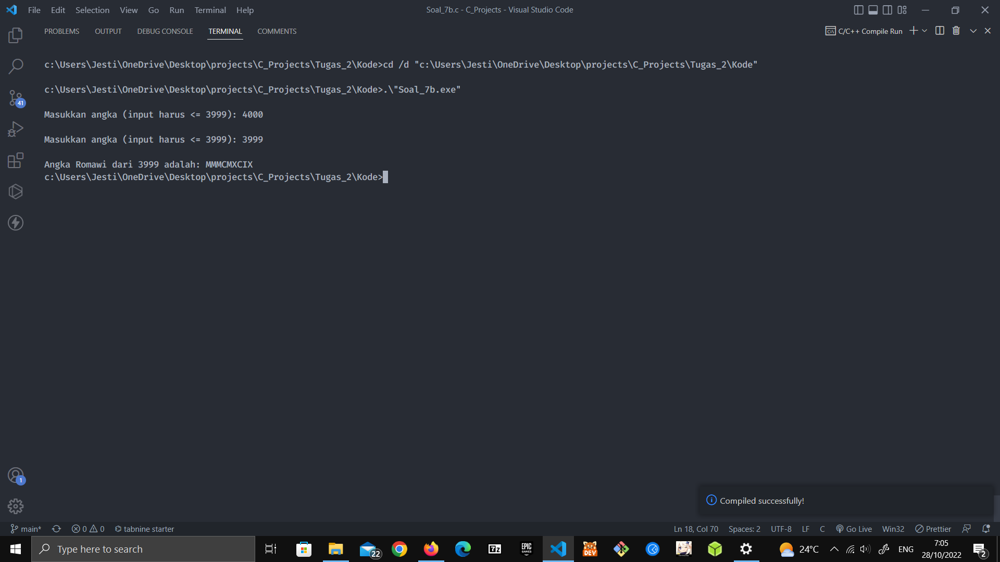 File Edit Selection View Go Run Terminal Help
Soal_7b.c - C_Projects - Visual Studio Code
PROBLEMS OUTPUT DEBUG CONSOLE TERMINAL COMMENTS
C/C++ Compile Run
c:\Users\Jesti\OneDrive\Desktop\projects\C_Projects\Tugas_2\Kode>cd /d "c:\Users\Jesti\OneDrive\Desktop\projects\C_Projects\Tugas_2\Kode"
c:\Users\Jesti\OneDrive\Desktop\projects\C_Projects\Tugas_2\Kode>.\"Soal_7b.exe"
Masukkan angka (input harus <= 3999): 4000
Masukkan angka (input harus <= 3999): 3999
Angka Romawi dari 3999 adalah: MMMCMXCIX
c:\Users\Jesti\OneDrive\Desktop\projects\C_Projects\Tugas_2\Kode>
41
1
Compiled successfully!
main* 0 0 tabnine starter
Ln 18, Col 70 Spaces: 2 UTF-8 LF C Go Live Win32 Prettier
Type here to search
22
7z
EPIC GAMES
DEV
24°C
ENG
7:05
28/10/2022
2